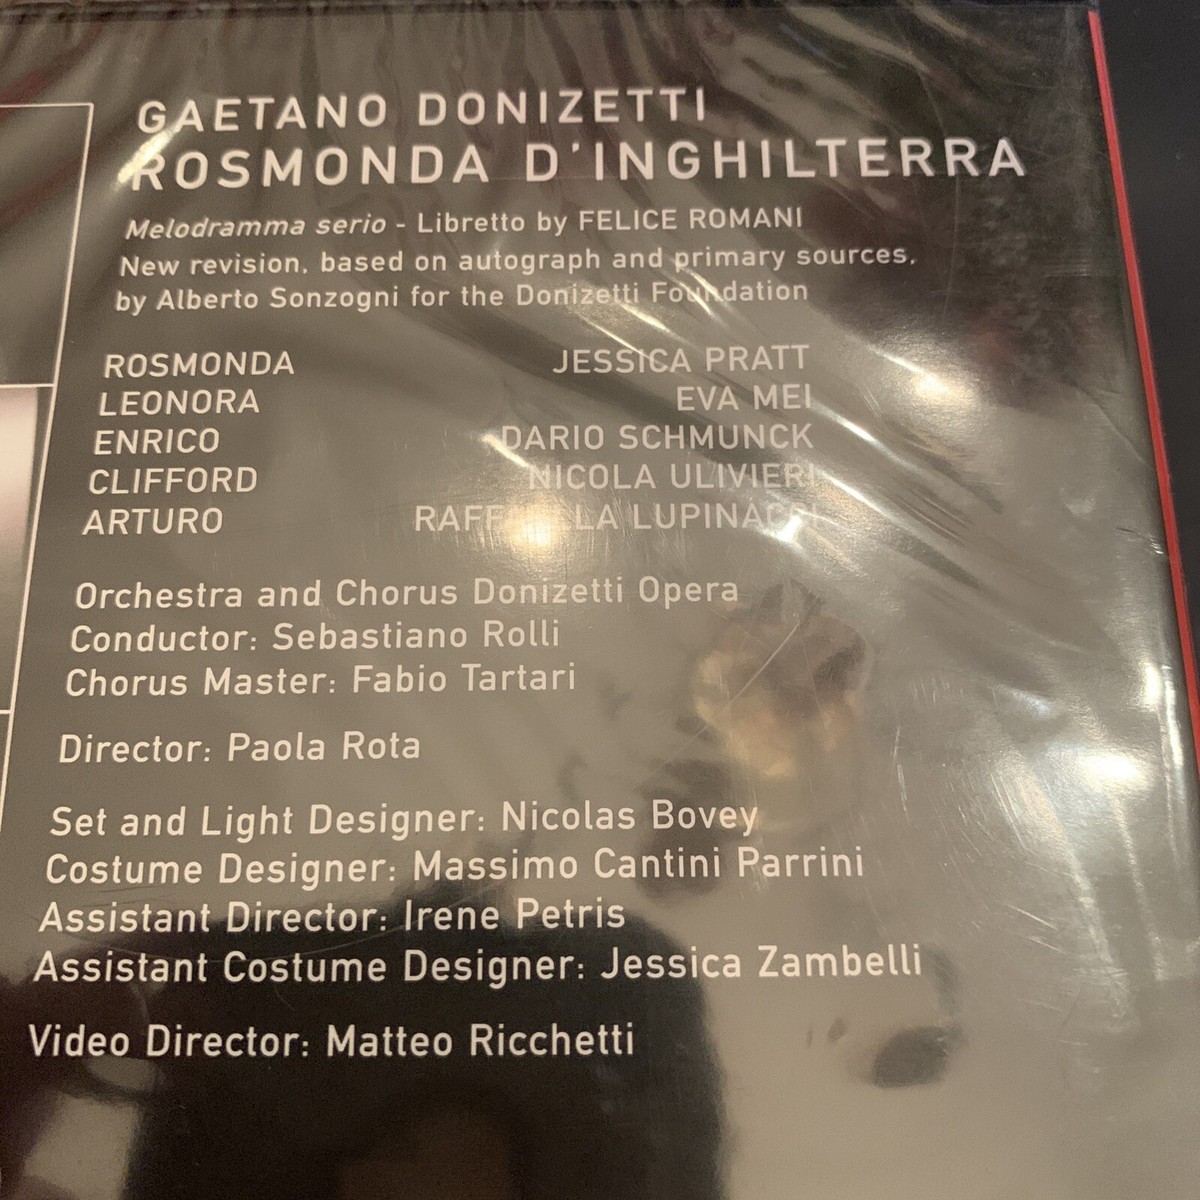 GAETANO DONIZETTI
ROSMONDA D'INGHILTERRA
Melodramma serio - Libretto by FELICE ROMANI
New revision, based on autograph and primary sources,
by Alberto Sonzogni for the Donizetti Foundation
ROSMONDA JESSICA PRATT
LEONORA EVA MEI
ENRICO DARIO SCHMUNCK
CLIFFORD NICOLA ULIVIERI
ARTURO RAFFAELLA LUPINACCI
Orchestra and Chorus Donizetti Opera
Conductor: Sebastiano Rolli
Chorus Master: Fabio Tartari
Director: Paola Rota
Set and Light Designer: Nicolas Bovey
Costume Designer: Massimo Cantini Parrini
Assistant Director: Irene Petris
Assistant Costume Designer: Jessica Zambelli
Video Director: Matteo Ricchetti